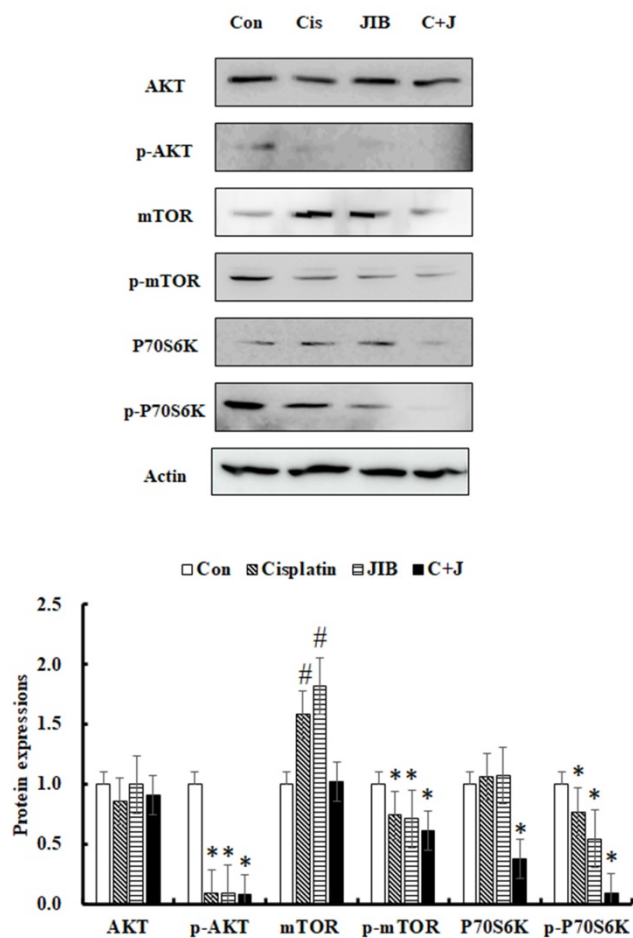 Con Cis JIB C+J
AKT
p-AKT
mTOR
p-mTOR
P70S6K
p-P70S6K
Actin
Con Cisplatin JIB C+J
2.5
2.0
1.5
1.0
0.5
0.0
Protein expressions
# #
* * *
* * *
*
* * *
AKT p-AKT mTOR p-mTOR P70S6K p-P70S6K